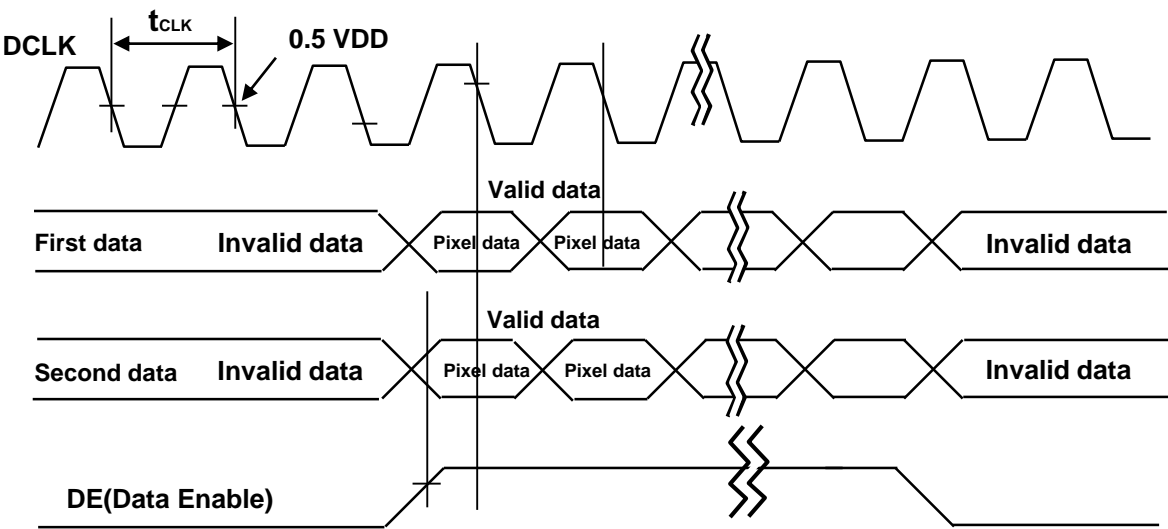 tCLK
DCLK
0.5 VDD
Valid data
First data
Invalid data
Pixel data
Pixel data
Invalid data
Valid data
Second data
Invalid data
Pixel data
Pixel data
Invalid data
DE(Data Enable)